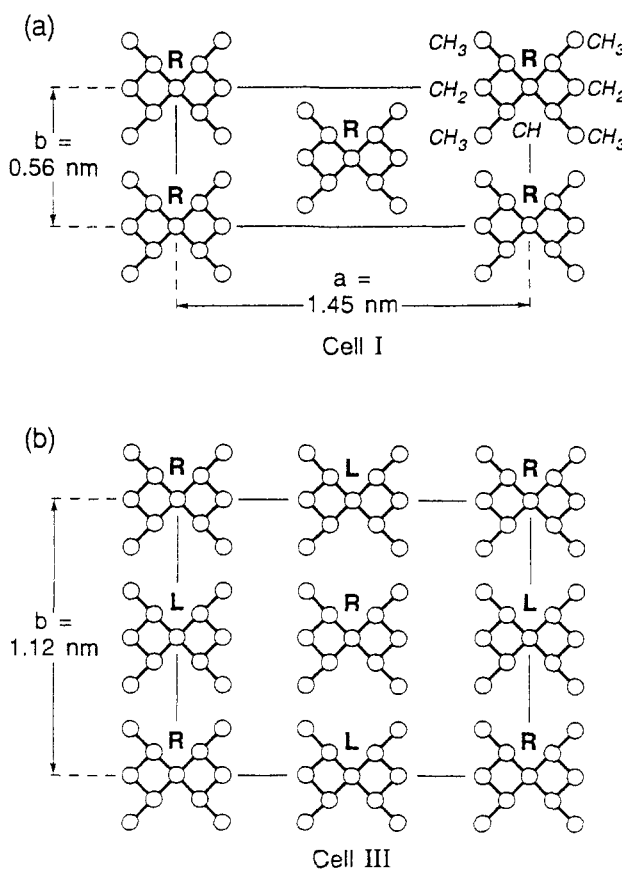 (a)
R R
CH3 CH3
CH2 CH2
CH3 CH CH3
R
b =
0.56 nm
R R
a =
1.45 nm
Cell I
(b)
R L R
L R L
b =
1.12 nm
R L R
Cell III